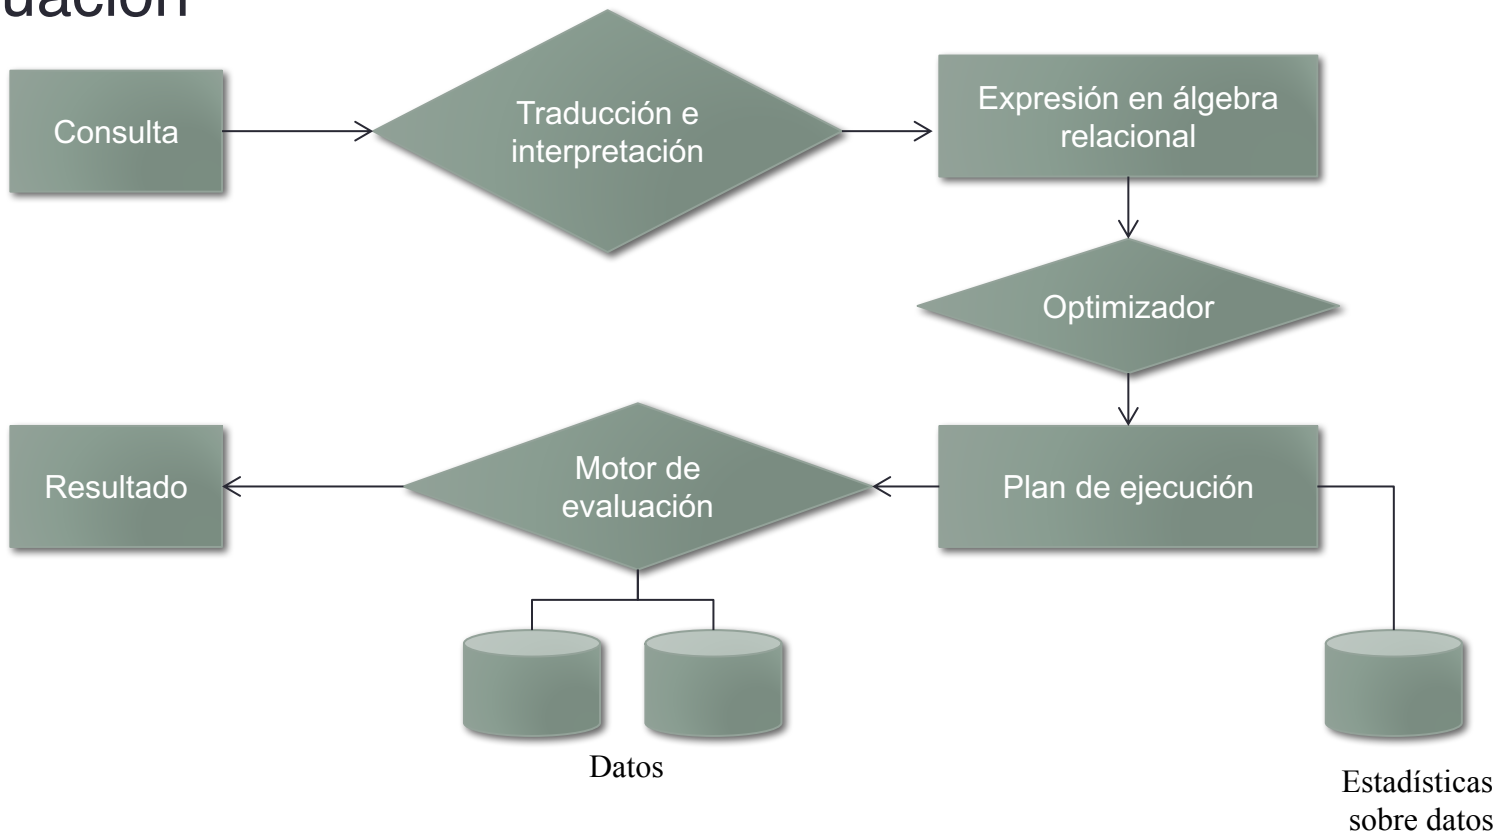 Consulta
Traducción e
interpretación
Expresión en álgebra
relacional
Optimizador
Resultado
Motor de
evaluación
Plan de ejecución
Datos
Estadísticas
sobre datos